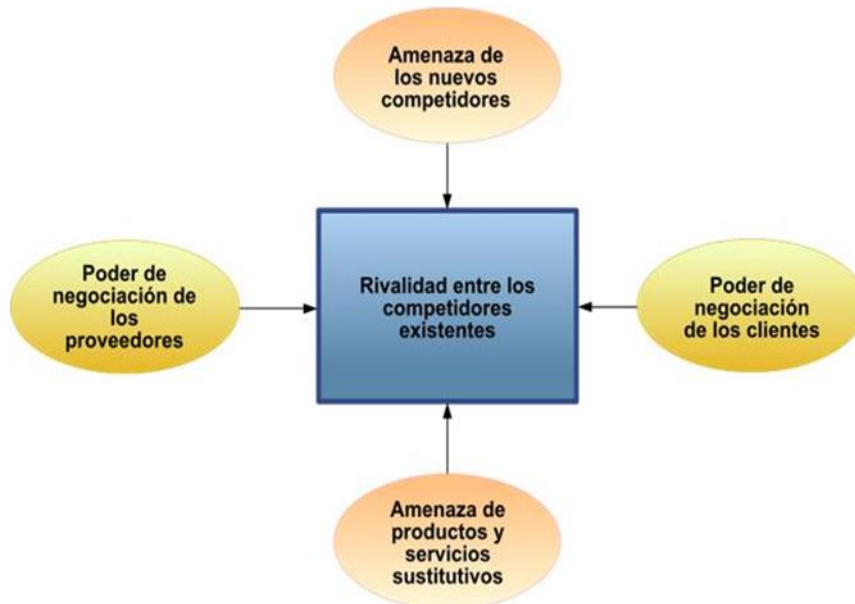 Amenaza de
los nuevos
competidores
Poder de
negociación de
los
proveedores
Rivalidad entre los
competidores
existentes
Poder de
negociación
de los clientes
Amenaza de
productos y
servicios
sustitutivos